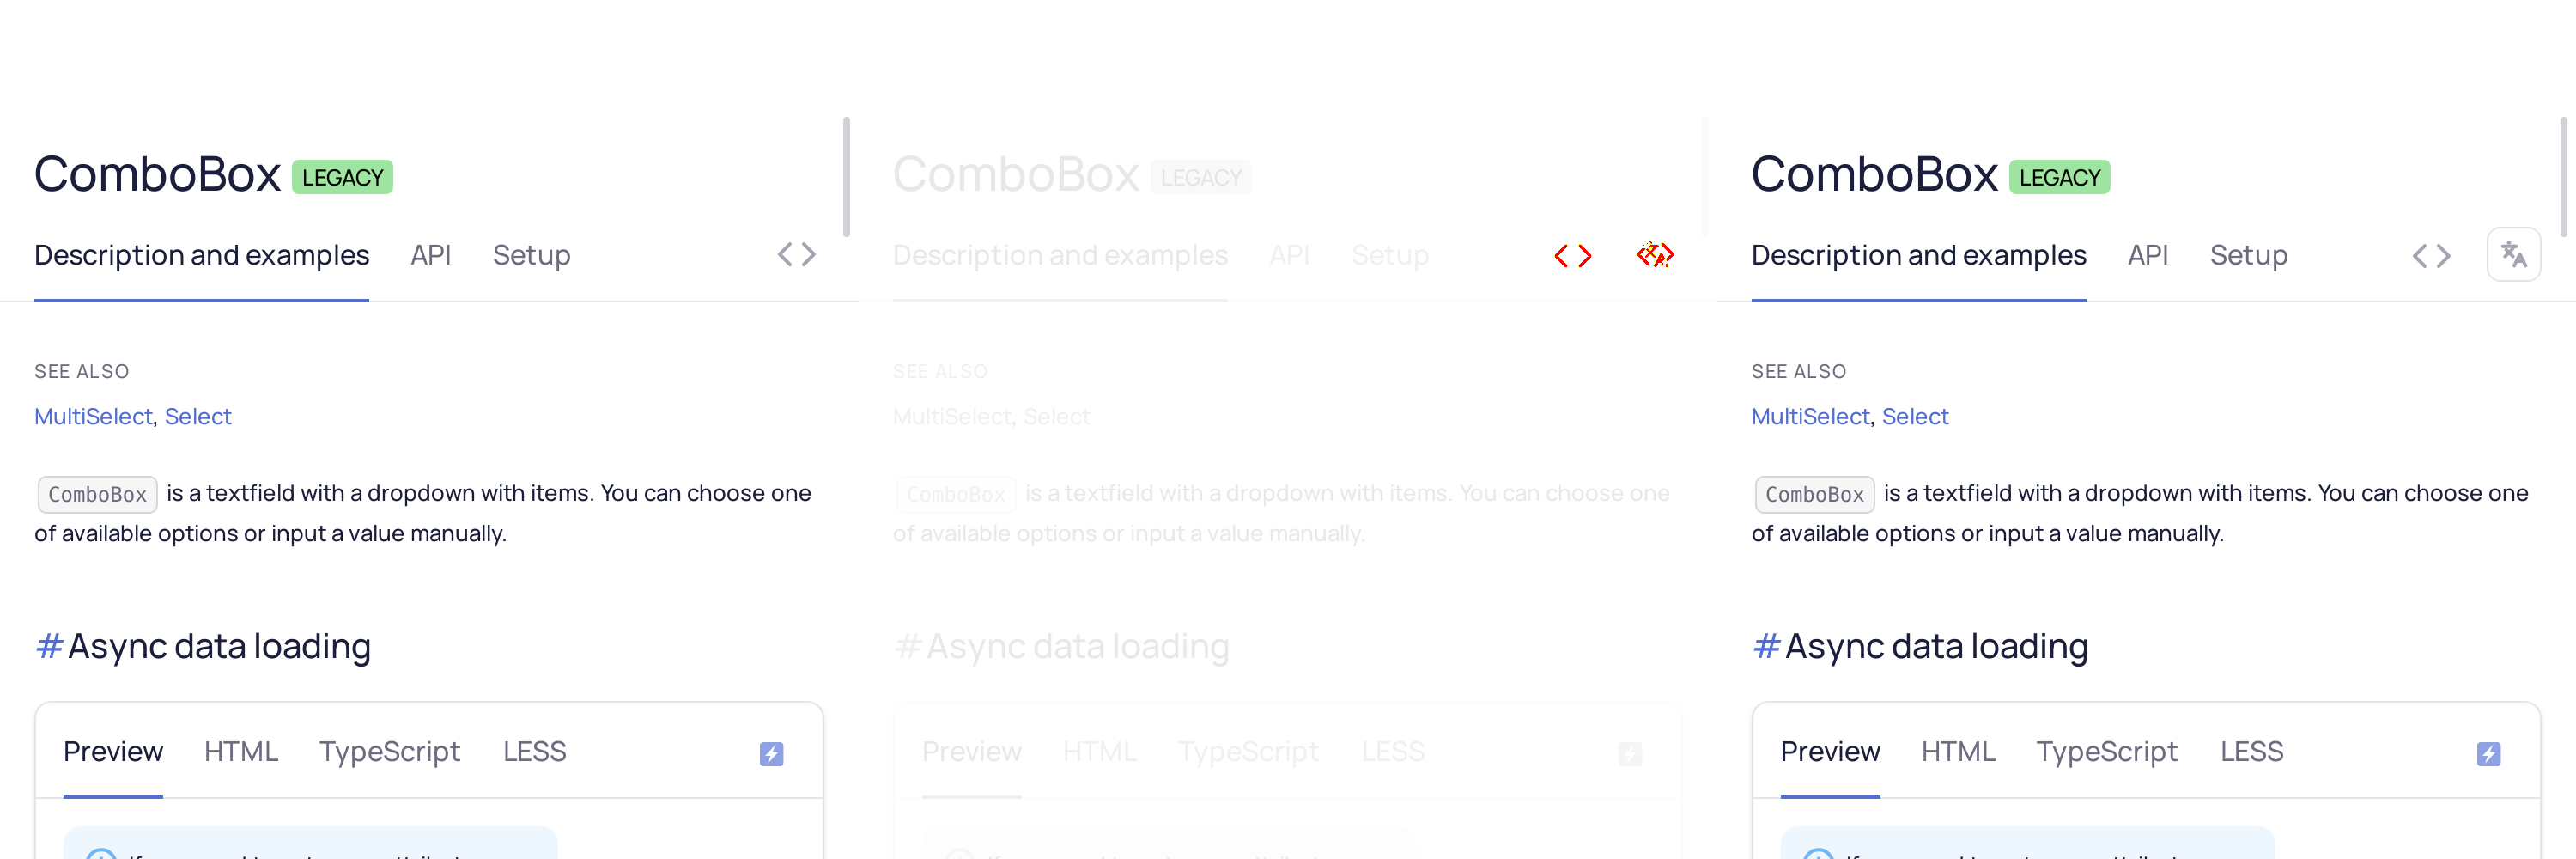 ComboBox LEGACY
Description and examples API Setup
SEE ALSO
MultiSelect, Select
ComboBox is a textfield with a dropdown with items. You can choose one
of available options or input a value manually.
#Async data loading
Preview HTML TypeScript LESS
ComboBox LEGACY
Description and examples API Setup
SEE ALSO
MultiSelect, Select
ComboBox is a textfield with a dropdown with items. You can choose one
of available options or input a value manually.
#Async data loading
Preview HTML TypeScript LESS
ComboBox LEGACY
Description and examples API Setup
SEE ALSO
MultiSelect, Select
ComboBox is a textfield with a dropdown with items. You can choose one
of available options or input a value manually.
#Async data loading
Preview HTML TypeScript LESS